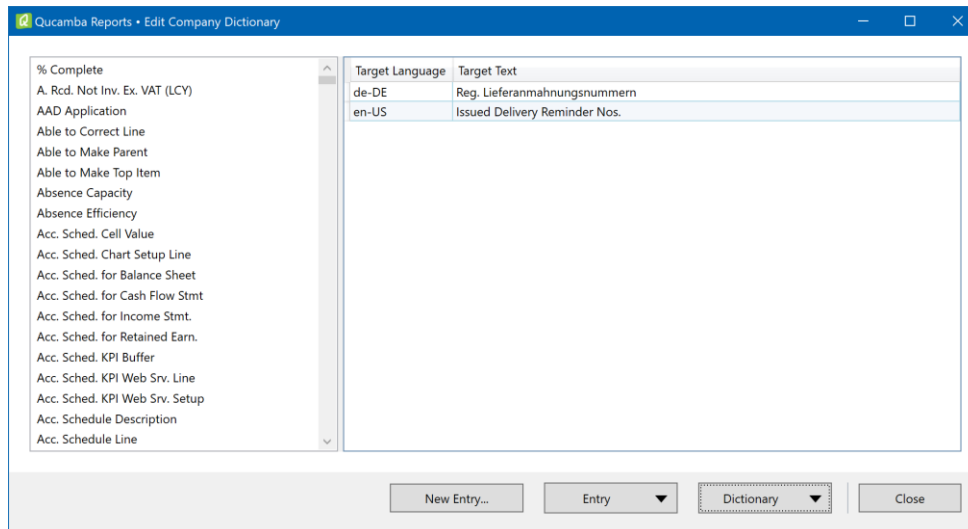 Qucamba Reports • Edit Company Dictionary
% Complete
A. Rcd. Not Inv. Ex. VAT (LCY)
AAD Application
Able to Correct Line
Able to Make Parent
Able to Make Top Item
Absence Capacity
Absence Efficiency
Acc. Sched. Cell Value
Acc. Sched. Chart Setup Line
Acc. Sched. for Balance Sheet
Acc. Sched. for Cash Flow Stmt
Acc. Sched. for Income Stmt.
Acc. Sched. for Retained Earn.
Acc. Sched. KPI Buffer
Acc. Sched. KPI Web Srv. Line
Acc. Sched. KPI Web Srv. Setup
Acc. Schedule Description
Acc. Schedule Line
Target Language Target Text
de-DE Reg. Lieferanmahnungsnummern
en-US Issued Delivery Reminder Nos.
New Entry... Entry Dictionary Close